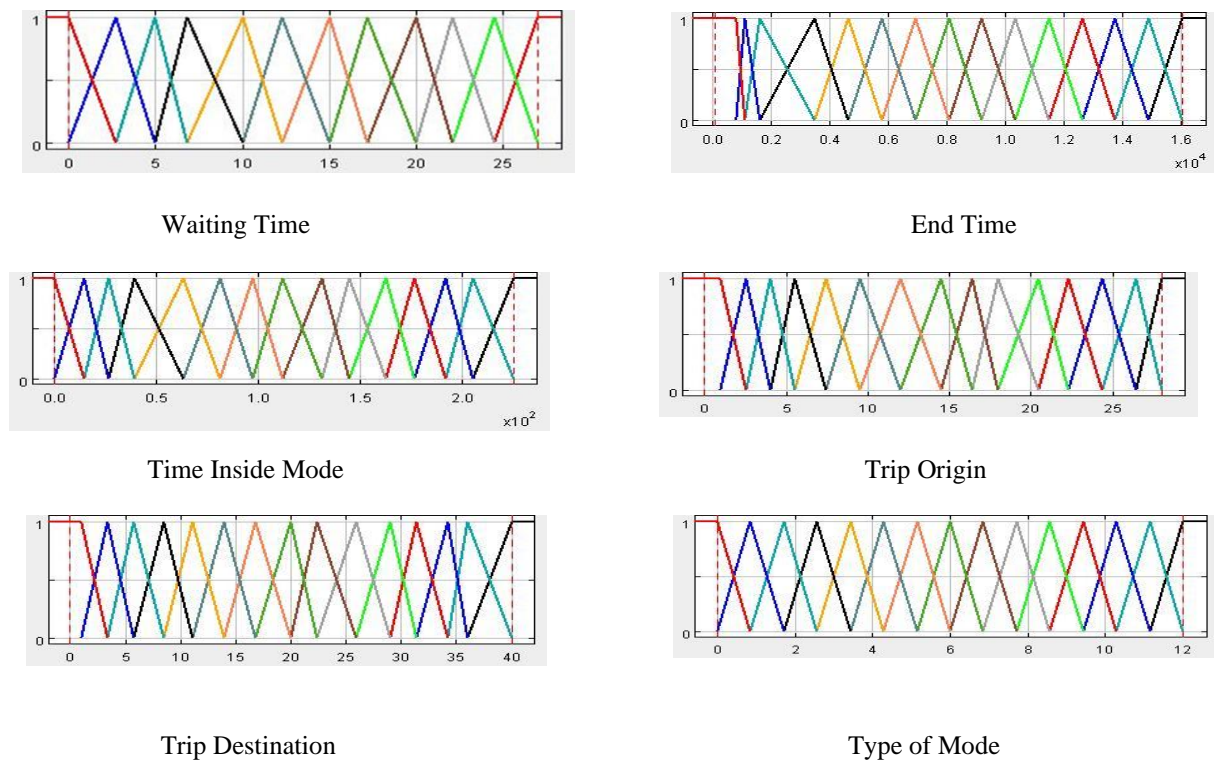 1
0
0 5 10 15 20 25
Waiting Time
1
0
0.0 0.2 0.4 0.6 0.8 1.0 1.2 1.4 1.6
x10^4
End Time
1
0
0.0 0.5 1.0 1.5 2.0
x10^2
Time Inside Mode
1
0
0 5 10 15 20 25
Trip Origin
1
0
0 5 10 15 20 25 30 35 40
Trip Destination
1
0
0 2 4 6 8 10 12
Type of Mode